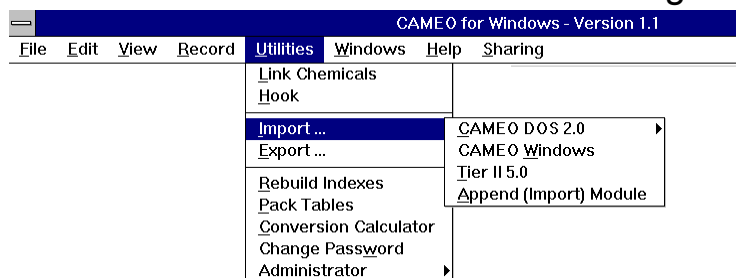 CAMEO for Windows - Version 1.1
File Edit View Record Utilities Windows Help Sharing
Link Chemicals
Hook
Import ...
Export ...
Rebuild Indexes
Pack Tables
Conversion Calculator
Change Password
Administrator
CAMEO DOS 2.0
CAMEO Windows
Tier II 5.0
Append (Import) Module